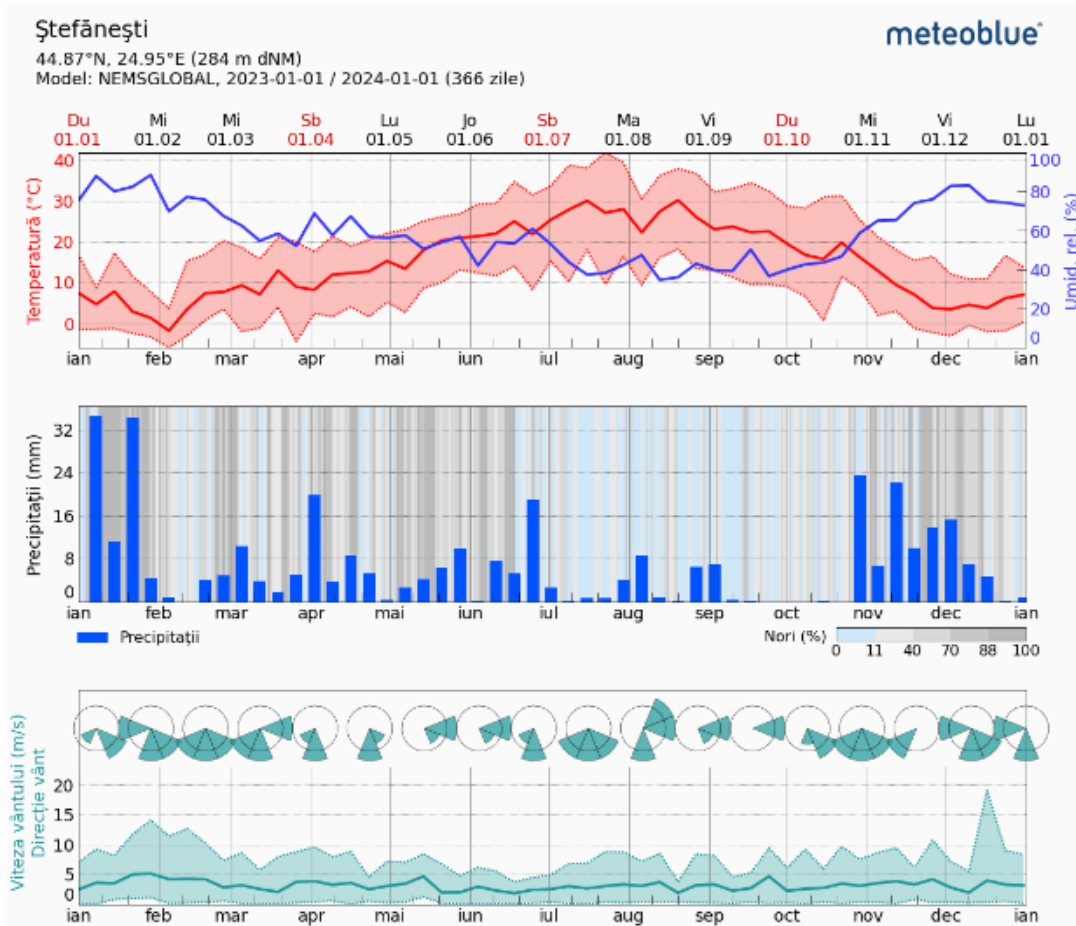 Ștefănești
meteoblue
44.87°N, 24.95°E (284 m dNM)
Model: NEMSGLOBAL, 2023-01-01 / 2024-01-01 (366 zile)
Du Mi Mi Sb Lu Jo Sb Ma Vi Du Mi Vi Lu
01.01 01.02 01.03 01.04 01.05 01.06 01.07 01.08 01.09 01.10 01.11 01.12 01.01
Temperatură (°C)
40
30
20
10
0
Umid. rel. (%)
100
80
60
40
20
0
ian feb mar apr mai iun iul aug sep oct nov dec ian
Precipitații (mm)
32
24
16
8
0
ian feb mar apr mai iun iul aug sep oct nov dec ian
Precipitații
Nori (%)
0 11 40 70 88 100
Viteza vântului (m/s)
Direcție vânt
20
15
10
5
0
ian feb mar apr mai iun iul aug sep oct nov dec ian